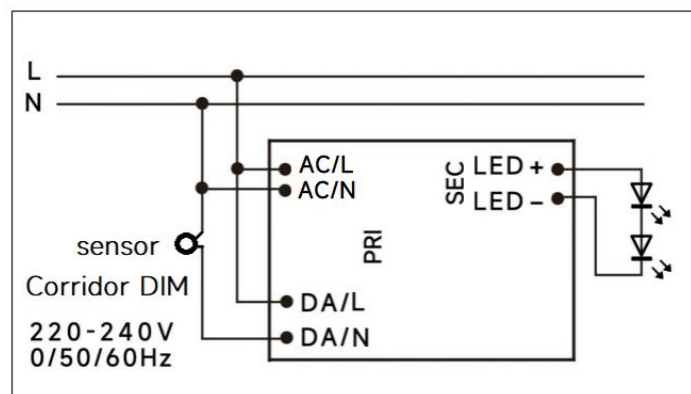 L
N
AC/L
AC/N
SEC
LED +
LED –
PRI
sensor
Corridor DIM
220-240V
0/50/60Hz
DA/L
DA/N